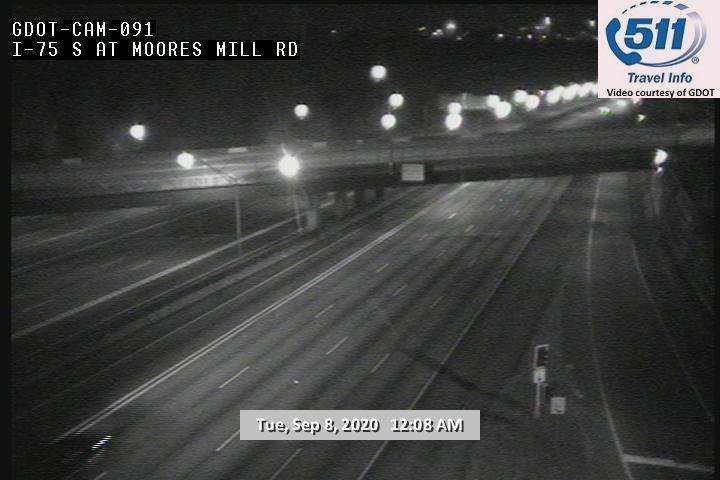 GDOT-CAM-091
I-75 S AT MOORES MILL RD
511
®
Travel Info
Video courtesy of GDOT
Tue, Sep 8, 2020 12:08 AM